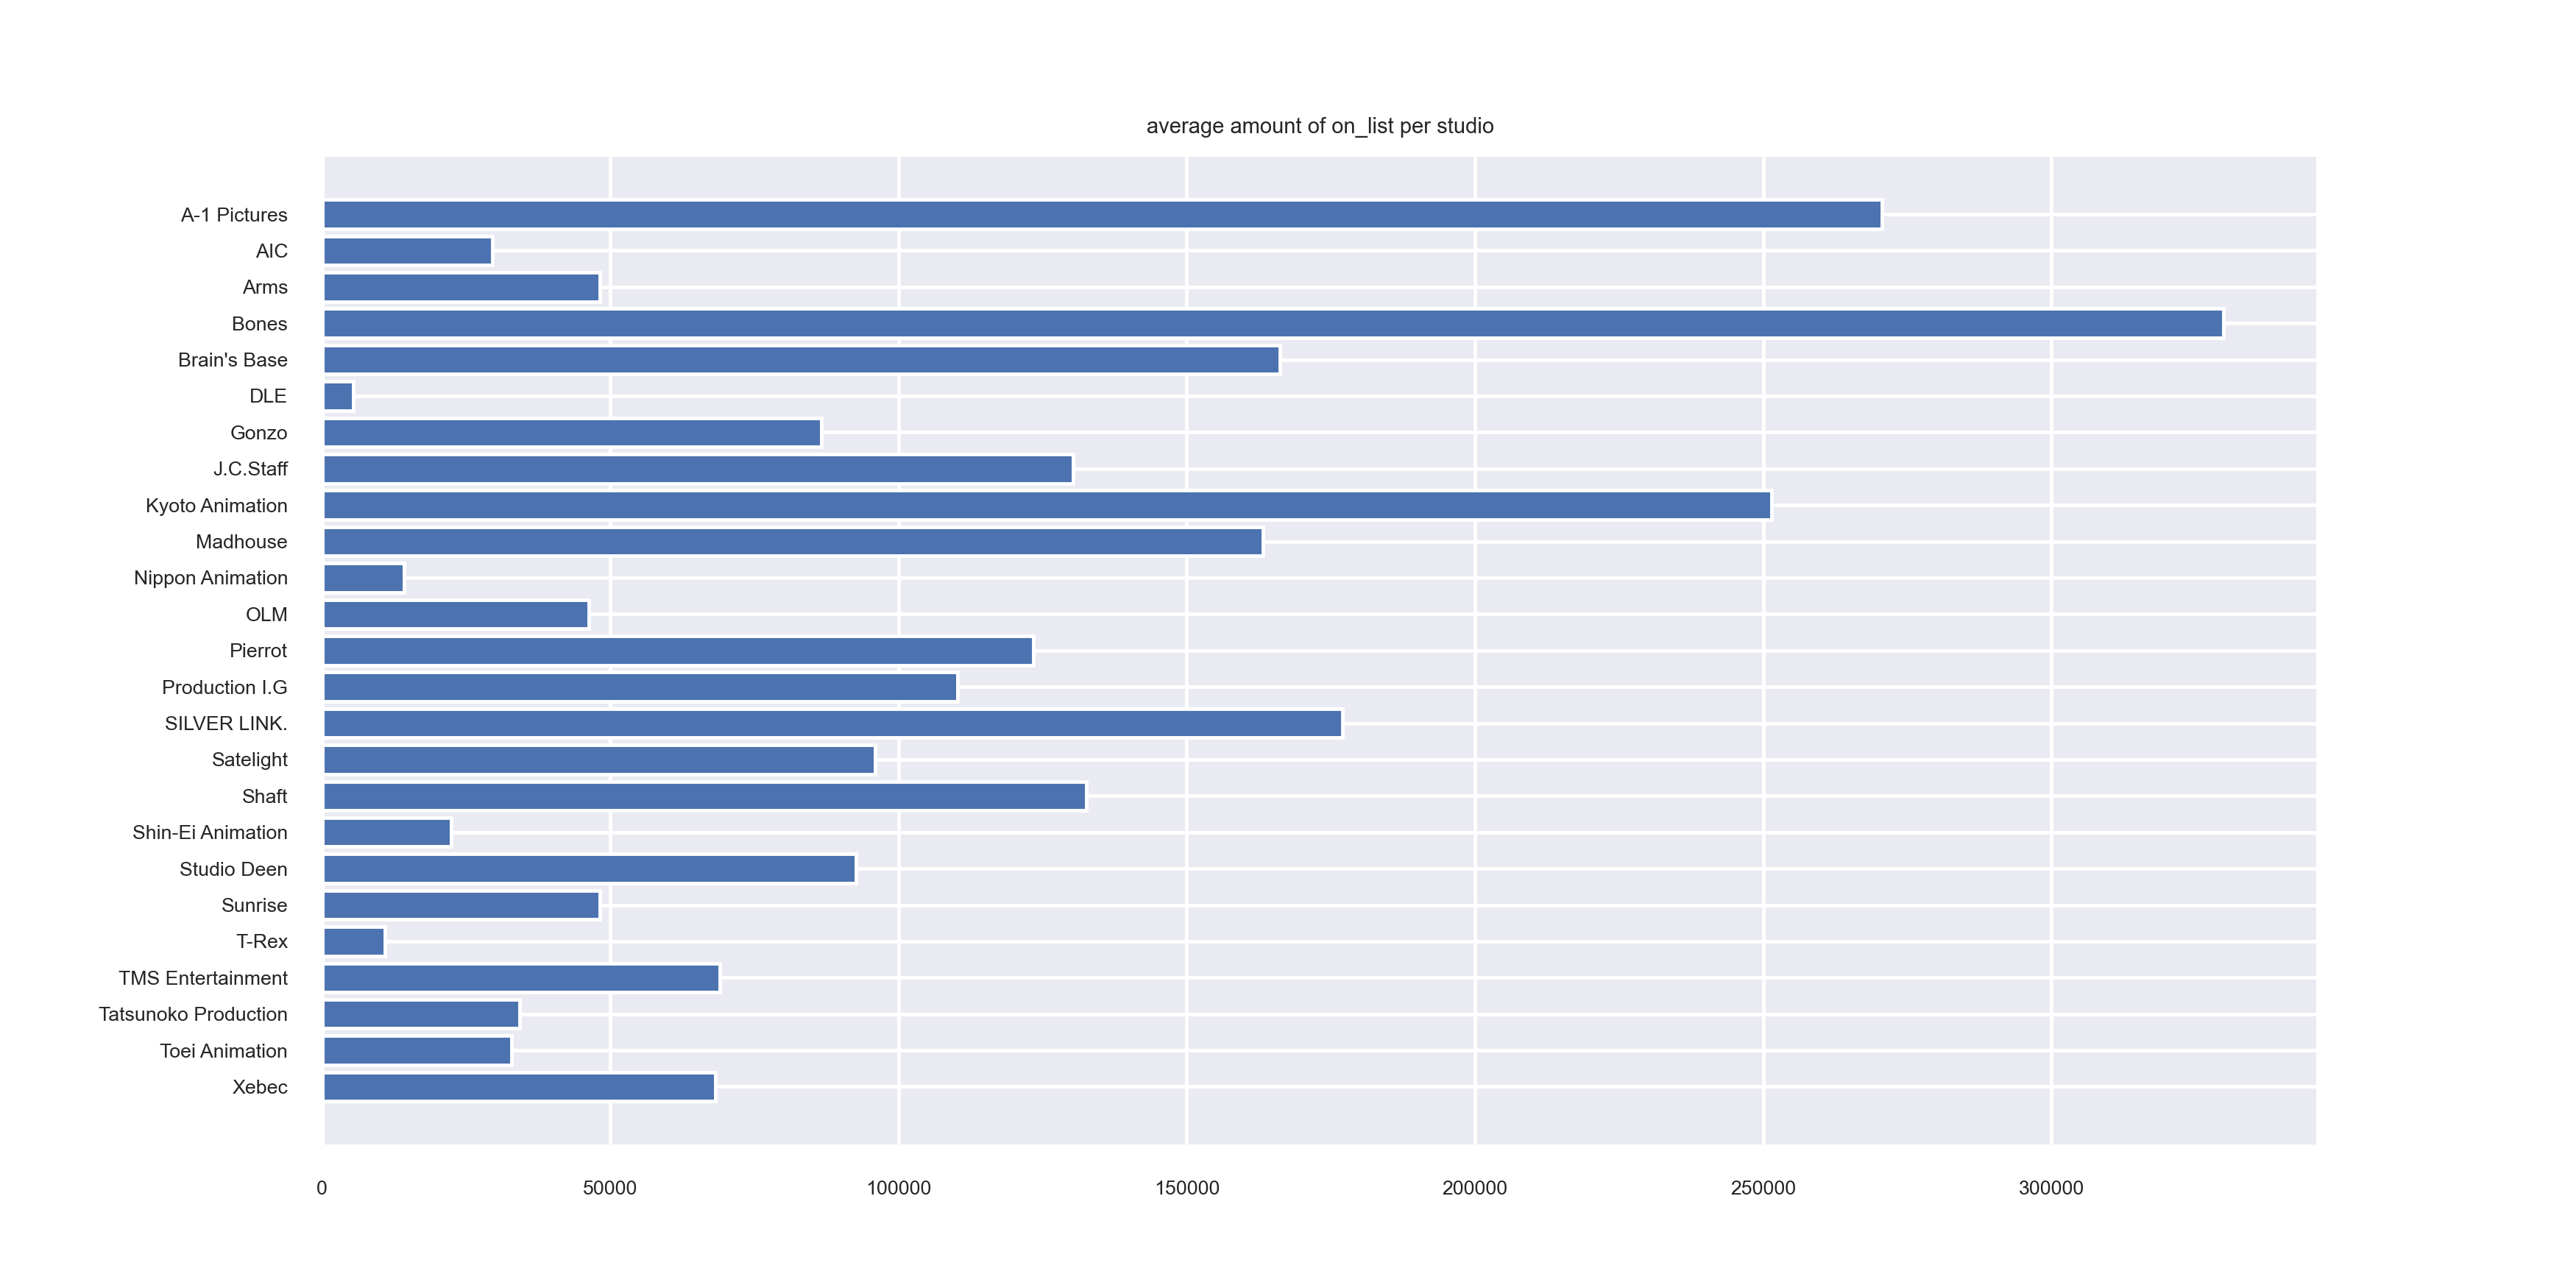 average amount of on_list per studio
A-1 Pictures
AIC
Arms
Bones
Brain's Base
DLE
Gonzo
J.C.Staff
Kyoto Animation
Madhouse
Nippon Animation
OLM
Pierrot
Production I.G
SILVER LINK.
Satelight
Shaft
Shin-Ei Animation
Studio Deen
Sunrise
T-Rex
TMS Entertainment
Tatsunoko Production
Toei Animation
Xebec
0 50000 100000 150000 200000 250000 300000